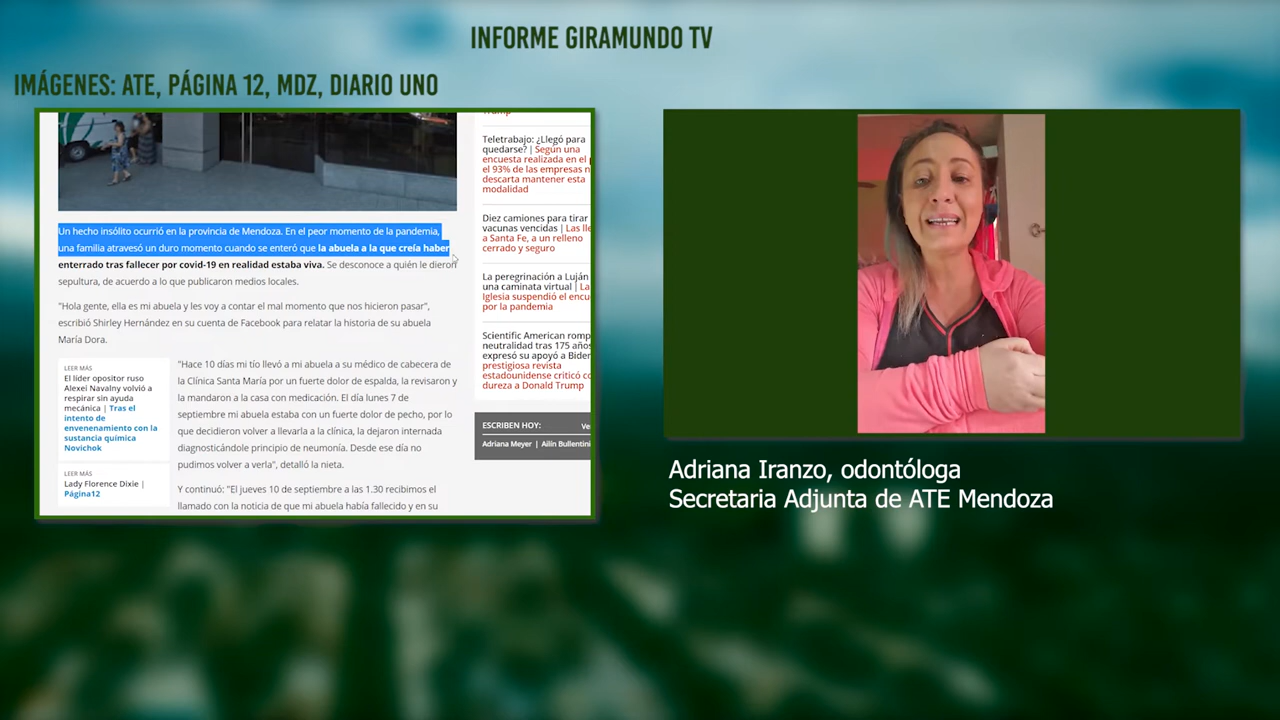 INFORME GIRAMUNDO TV
IMÁGENES: ATE, PÁGINA 12, MDZ, DIARIO UNO
Un hecho insólito ocurrió en la provincia de Mendoza. En el peor momento de la pandemia,
una familia atravesó un duro momento cuando se enteró que la abuela a la que creía haber
enterrado tras fallecer por covid-19 en realidad estaba viva. Se desconoce a quién le dieron
sepultura, de acuerdo a lo que publicaron medios locales.
"Hola gente, ella es mi abuela y les voy a contar el mal momento que nos hicieron pasar",
escribió Shirley Hernández en su cuenta de Facebook para relatar la historia de su abuela
María Dora.
LEER MÁS
El líder opositor ruso
Alexei Navalny volvió a
respirar sin ayuda
mecánica | Tras el
intento de
envenenamiento con la
sustancia química
Novichok
LEER MÁS
Lady Florence Dixie |
Página12
"Hace 10 días mi tío llevó a mi abuela a su médico de cabecera de
la Clínica Santa María por un fuerte dolor de espalda, la revisaron y
la mandaron a la casa con medicación. El día lunes 7 de
septiembre mi abuela estaba con un fuerte dolor de pecho, por lo
que decidieron volver a llevarla a la clínica, la dejaron internada
diagnosticándole principio de neumonía. Desde ese día no
pudimos volver a verla", detalló la nieta.
Y continuó: "El jueves 10 de septiembre a las 1.30 recibimos el
llamado con la noticia de que mi abuela había fallecido y en su
Trump
Teletrabajo: ¿Llegó para
quedarse? | Según una
encuesta realizada en el
el 93% de las empresas
descarta mantener esta
modalidad
Diez camiones para tirar
vacunas vencidas | Las
a Santa Fe, a un relleno
cerrado y seguro
La peregrinación a Luján
una caminata virtual | La
Iglesia suspendió el
por la pandemia
Scientific American
neutralidad tras 175 años
expresó su apoyó a Biden
prestigiosa revista
estadounidense criticó
dureza a Donald Trump
ESCRIBEN HOY:
Adriana Meyer | Ailín Bullentini
Adriana Iranzo, odontóloga
Secretaria Adjunta de ATE Mendoza